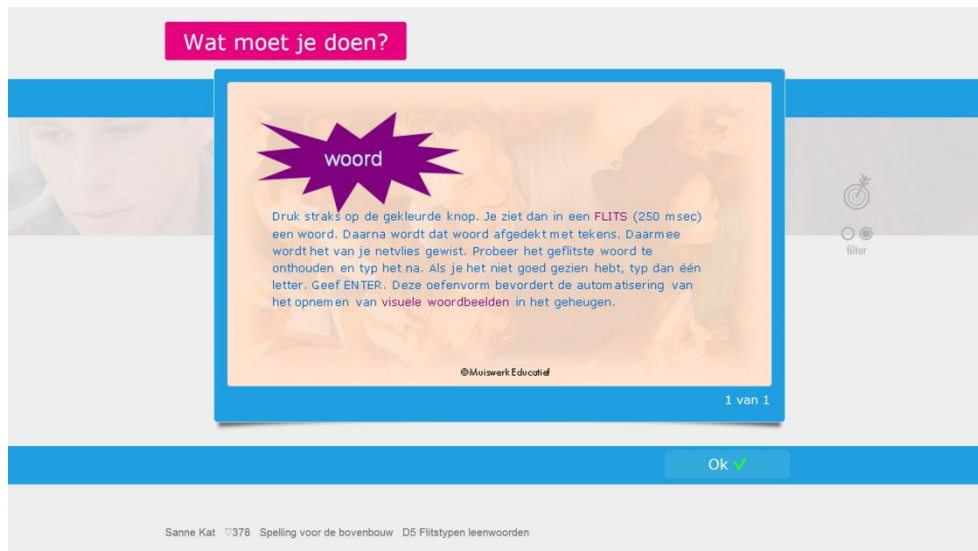 Wat moet je doen?
woord
Druk straks op de gekleurde knop. Je ziet dan in een FLITS (250 msec)
een woord. Daarna wordt dat woord afgedekt met tekens. Daarmee
wordt het van je netvlies gewist. Probeer het geflitste woord te
onthouden en typ het na. Als je het niet goed gezien hebt, typ dan één
letter. Geef ENTER. Deze oefenvorm bevordert de automatisering van
het opnemen van visuele woordbeelden in het geheugen.
©Muiswerk Educatief
1 van 1
filter
Ok
Sanne Kat ♡378 Spelling voor de bovenbouw D5 Flitstypen leenwoorden